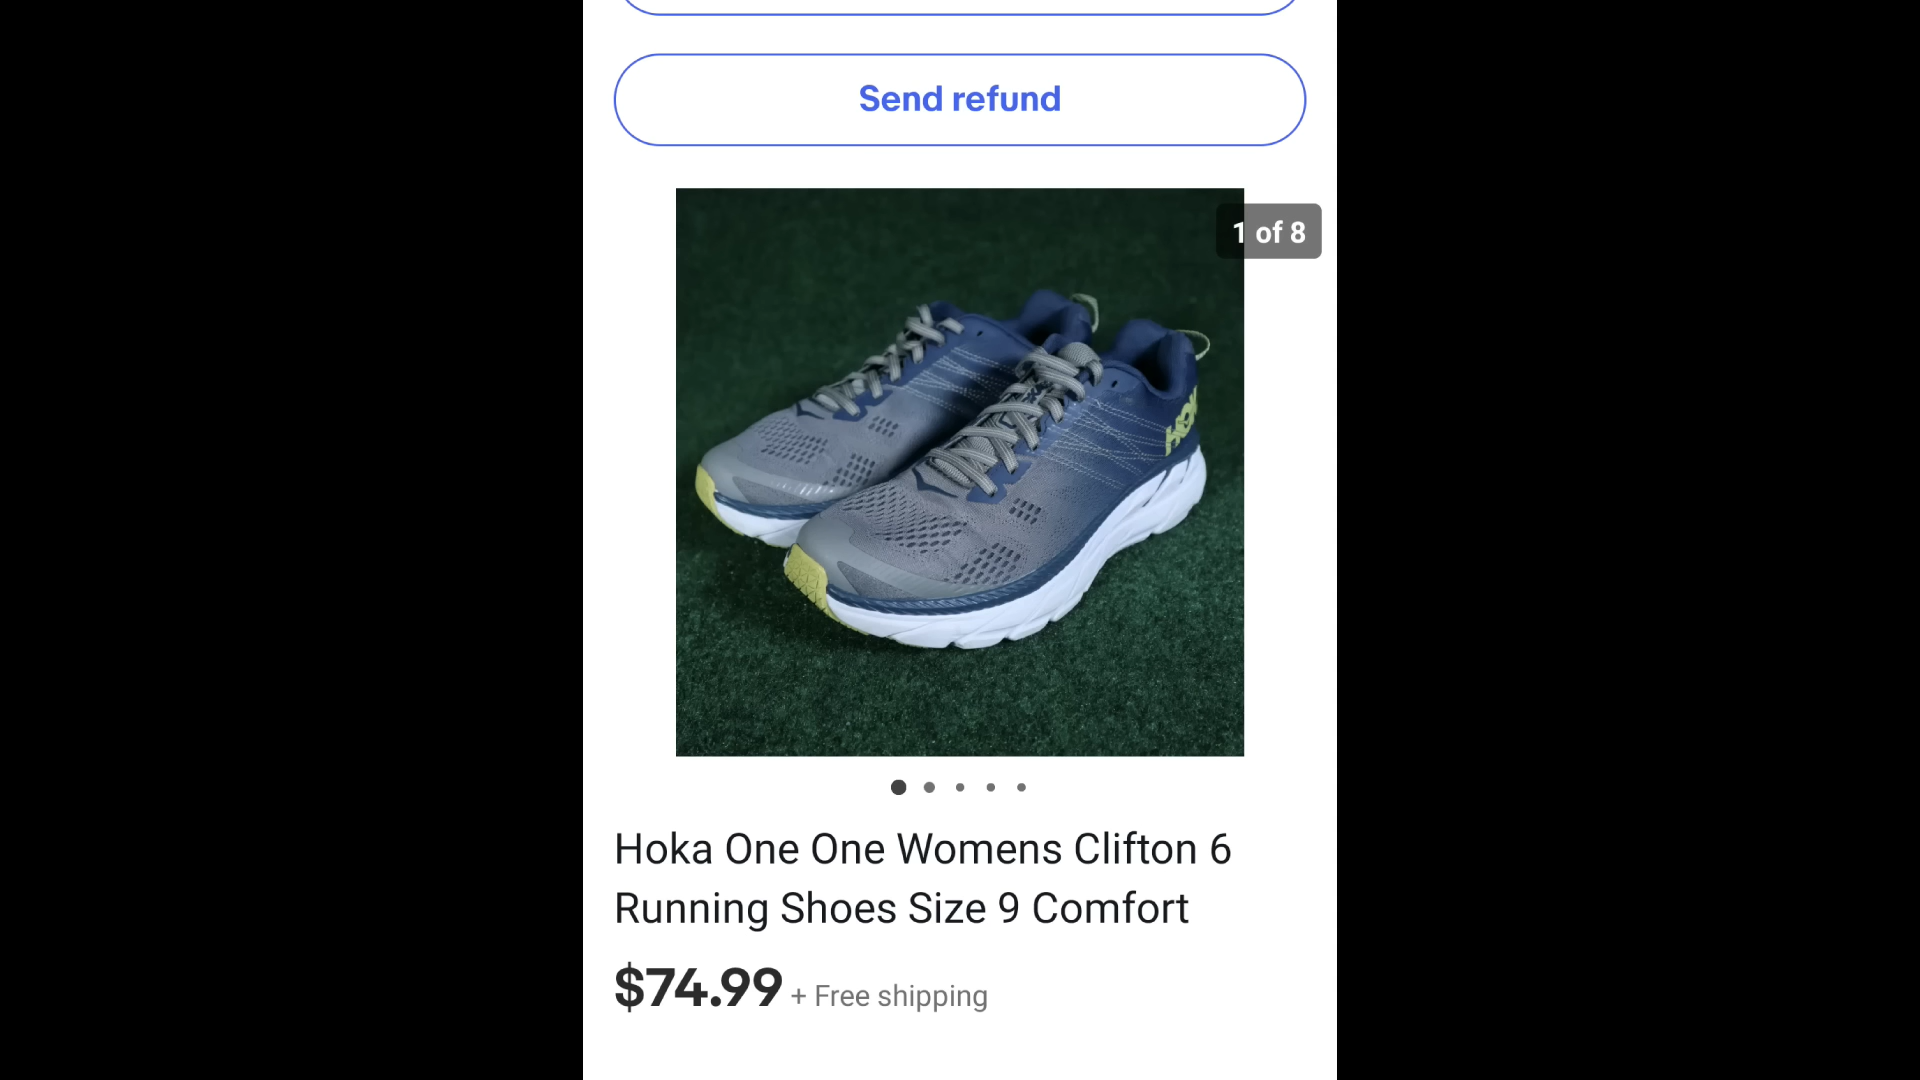 Send refund
1 of 8
HOK
Hoka One One Womens Clifton 6
Running Shoes Size 9 Comfort
$74.99 + Free shipping